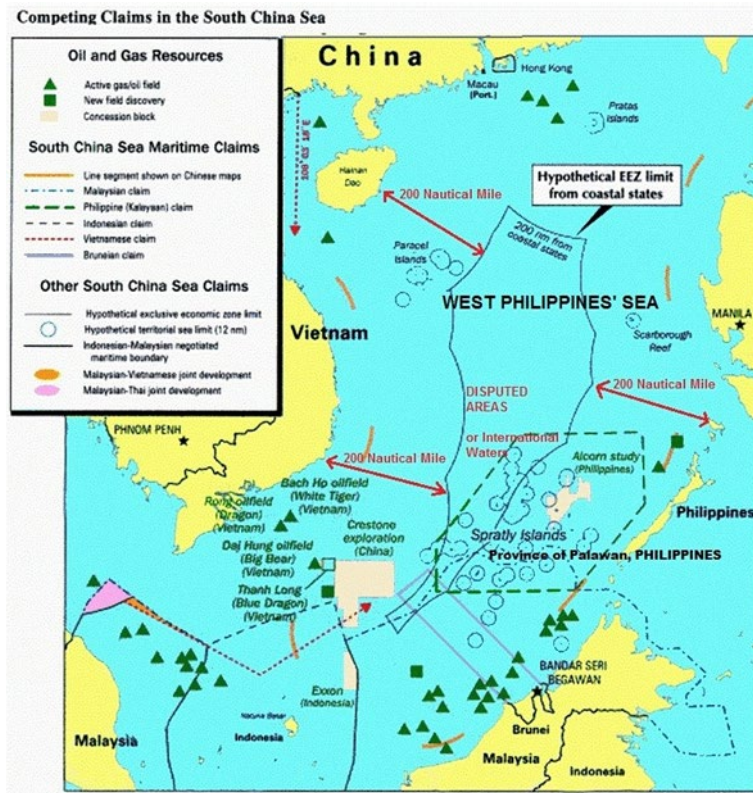 Competing Claims in the South China Sea
Oil and Gas Resources
Active gas/oil field
New field discovery
Concession block
South China Sea Maritime Claims
Line segment shown on Chinese maps
Malaysian claim
Philippine (Kalayaan) claim
Indonesian claim
Vietnamese claim
Bruneian claim
Other South China Sea Claims
Hypothetical exclusive economic zone limit
Hypothetical territorial sea limit (12 nm)
Indonesian-Malaysian negotiated
maritime boundary
Malaysian-Vietnamese joint development
Malaysian-Thai joint development
China
Macau
(Port.)
Hong Kong
Pratas
Islands
Hainan
Dao
200 Nautical Mile
Hypothetical EEZ limit
from coastal states
200 nm from
coastal states
Paracel
Islands
WEST PHILIPPINES' SEA
MANILA
Scarborough
Reef
Vietnam
200 Nautical Mile
DISPUTED
AREAS
or International
Waters
PHNOM PENH
200 Nautical Mile
Alcorn study
(Philippines)
Philippines
Bach Ho oilfield
(White Tiger)
(Vietnam)
Rong oilfield
(Dragon)
(Vietnam)
Crestone
exploration
(China)
Dai Hung oilfield
(Big Bear)
(Vietnam)
Spratly Islands
Province of Palawan, PHILIPPINES
Thanh Long
(Blue Dragon)
(Vietnam)
Exxon
(Indonesia)
BANDAR SERI
BEGAWAN
Indonesia
Brunei
Malaysia
Malaysia
Indonesia